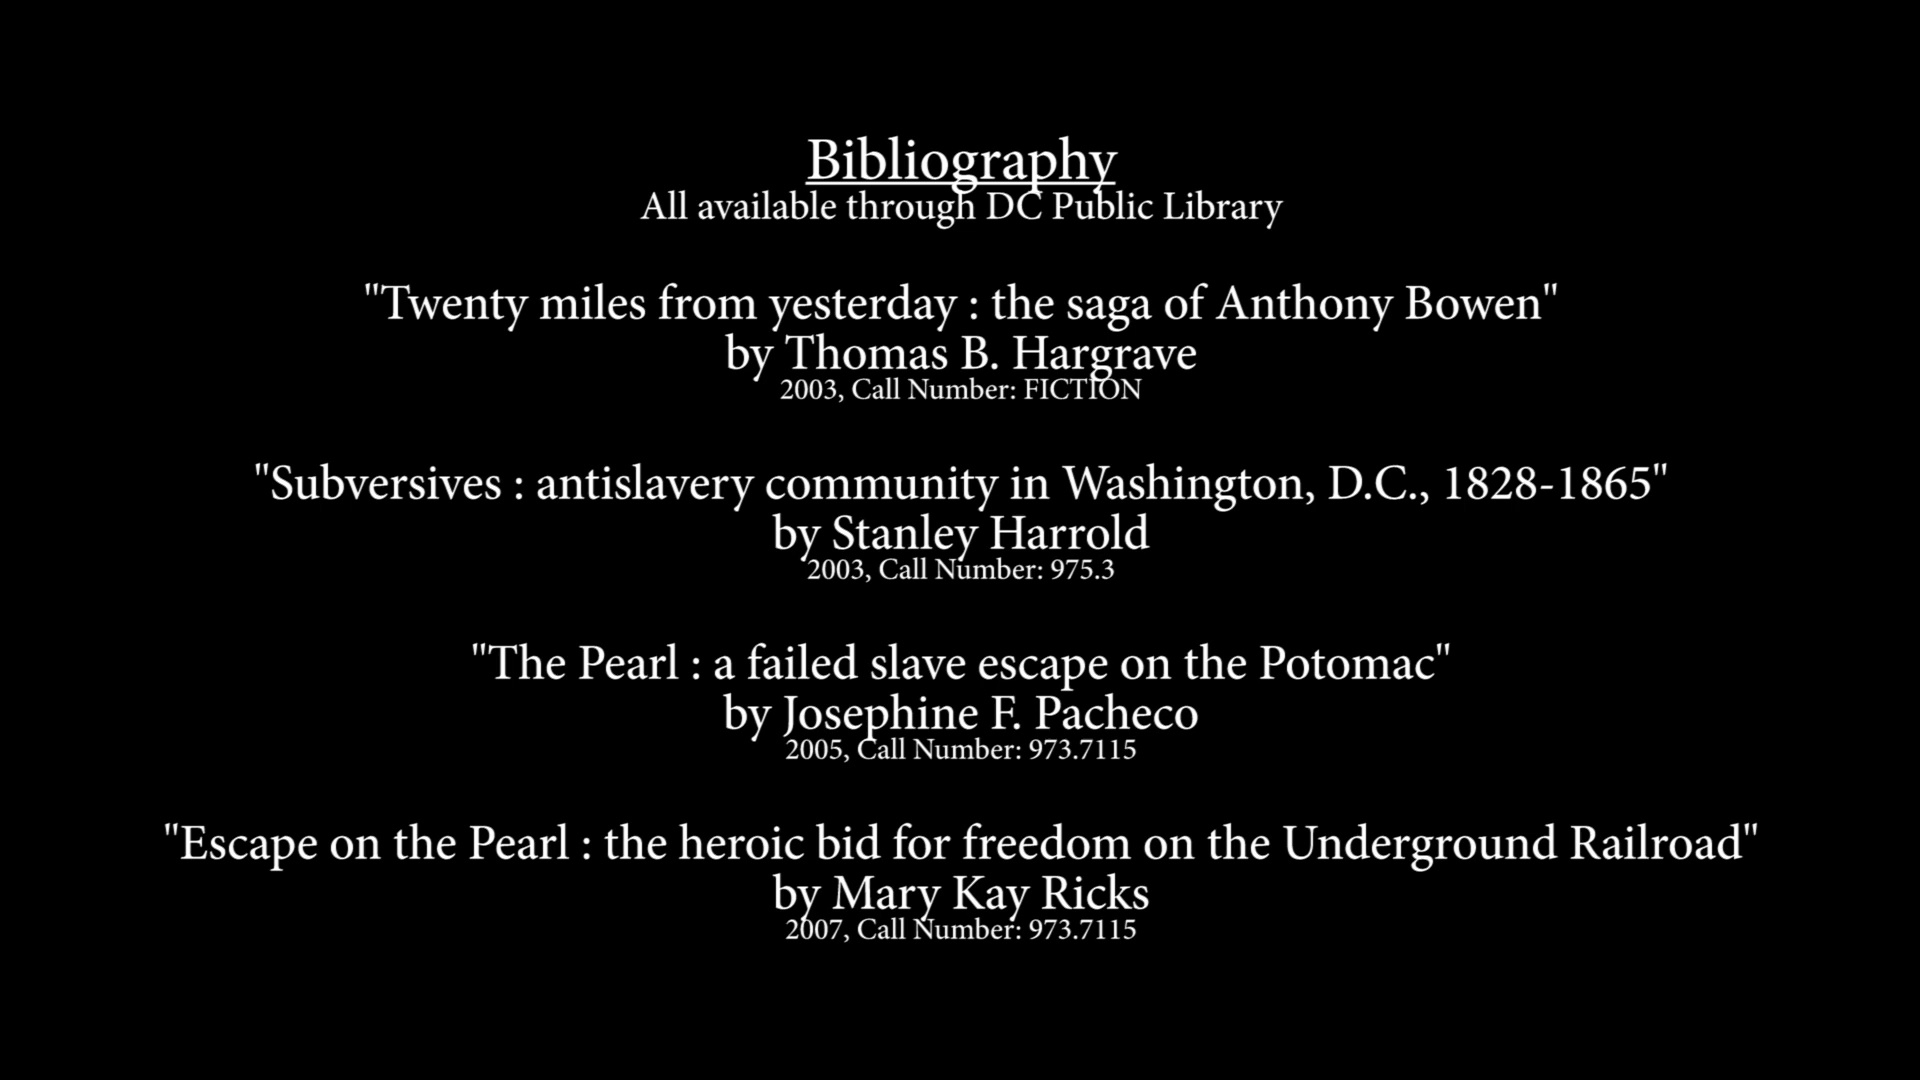 Bibliography
All available through DC Public Library
"Twenty miles from yesterday : the saga of Anthony Bowen"
by Thomas B. Hargrave
2003, Call Number: FICTION
"Subversives : antislavery community in Washington, D.C., 1828-1865"
by Stanley Harrold
2003, Call Number: 975.3
"The Pearl : a failed slave escape on the Potomac"
by Josephine F. Pacheco
2005, Call Number: 973.7115
"Escape on the Pearl : the heroic bid for freedom on the Underground Railroad"
by Mary Kay Ricks
2007, Call Number: 973.7115